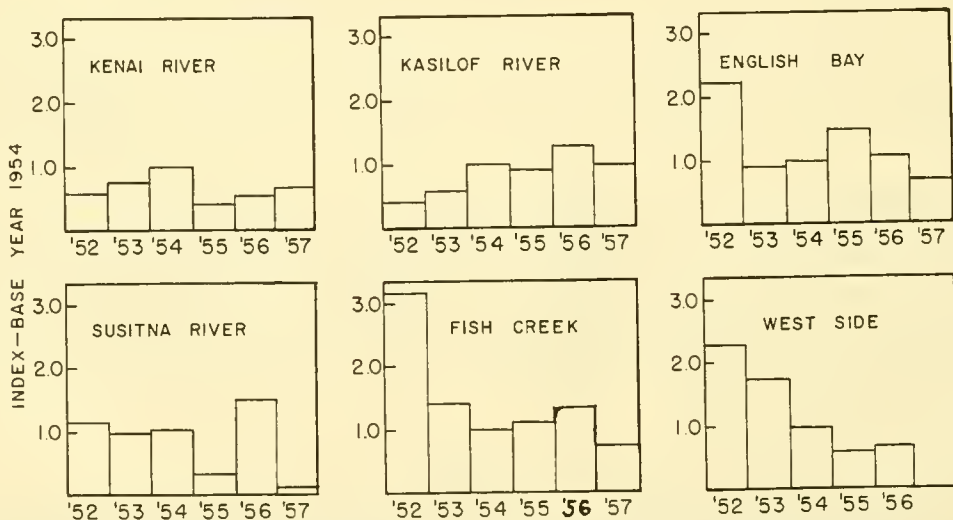 INDEX—BASE YEAR 1954
3.0
2.0
1.0
KENAI RIVER
'52 '53 '54 '55 '56 '57
3.0
2.0
1.0
KASILOF RIVER
'52 '53 '54 '55 '56 '57
3.0
2.0
1.0
ENGLISH BAY
'52 '53 '54 '55 '56 '57
3.0
2.0
1.0
SUSITNA RIVER
'52 '53 '54 '55 '56 '57
3.0
2.0
1.0
FISH CREEK
'52 '53 '54 '55 '56 '57
3.0
2.0
1.0
WEST SIDE
'52 '53 '54 '55 '56